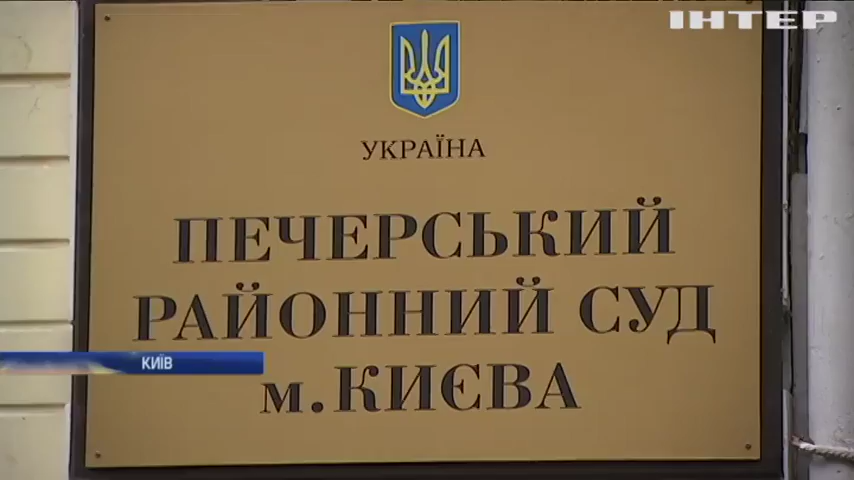 ІНТЕР
УКРАЇНА
ПЕЧЕРСЬКИЙ
РАЙОННИЙ СУД
м. КИЄВА
КИЇВ